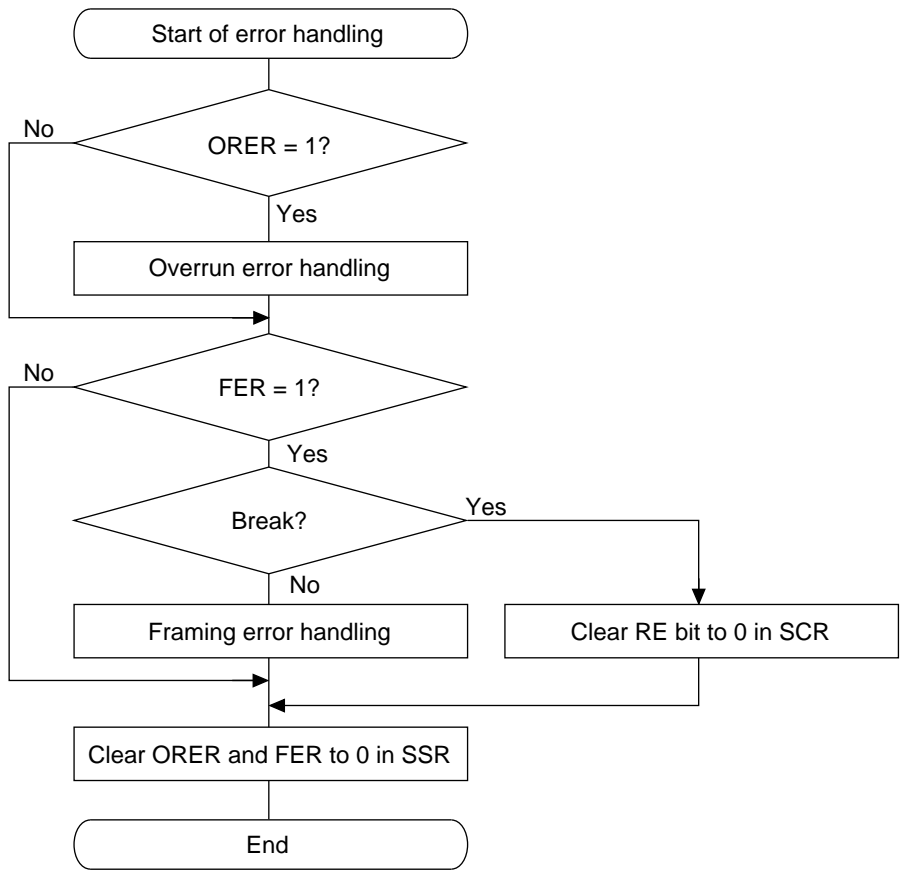 Start of error handling
No
ORER = 1?
Yes
Overrun error handling
No
FER = 1?
Yes
Break?
Yes
No
Framing error handling
Clear RE bit to 0 in SCR
Clear ORER and FER to 0 in SSR
End